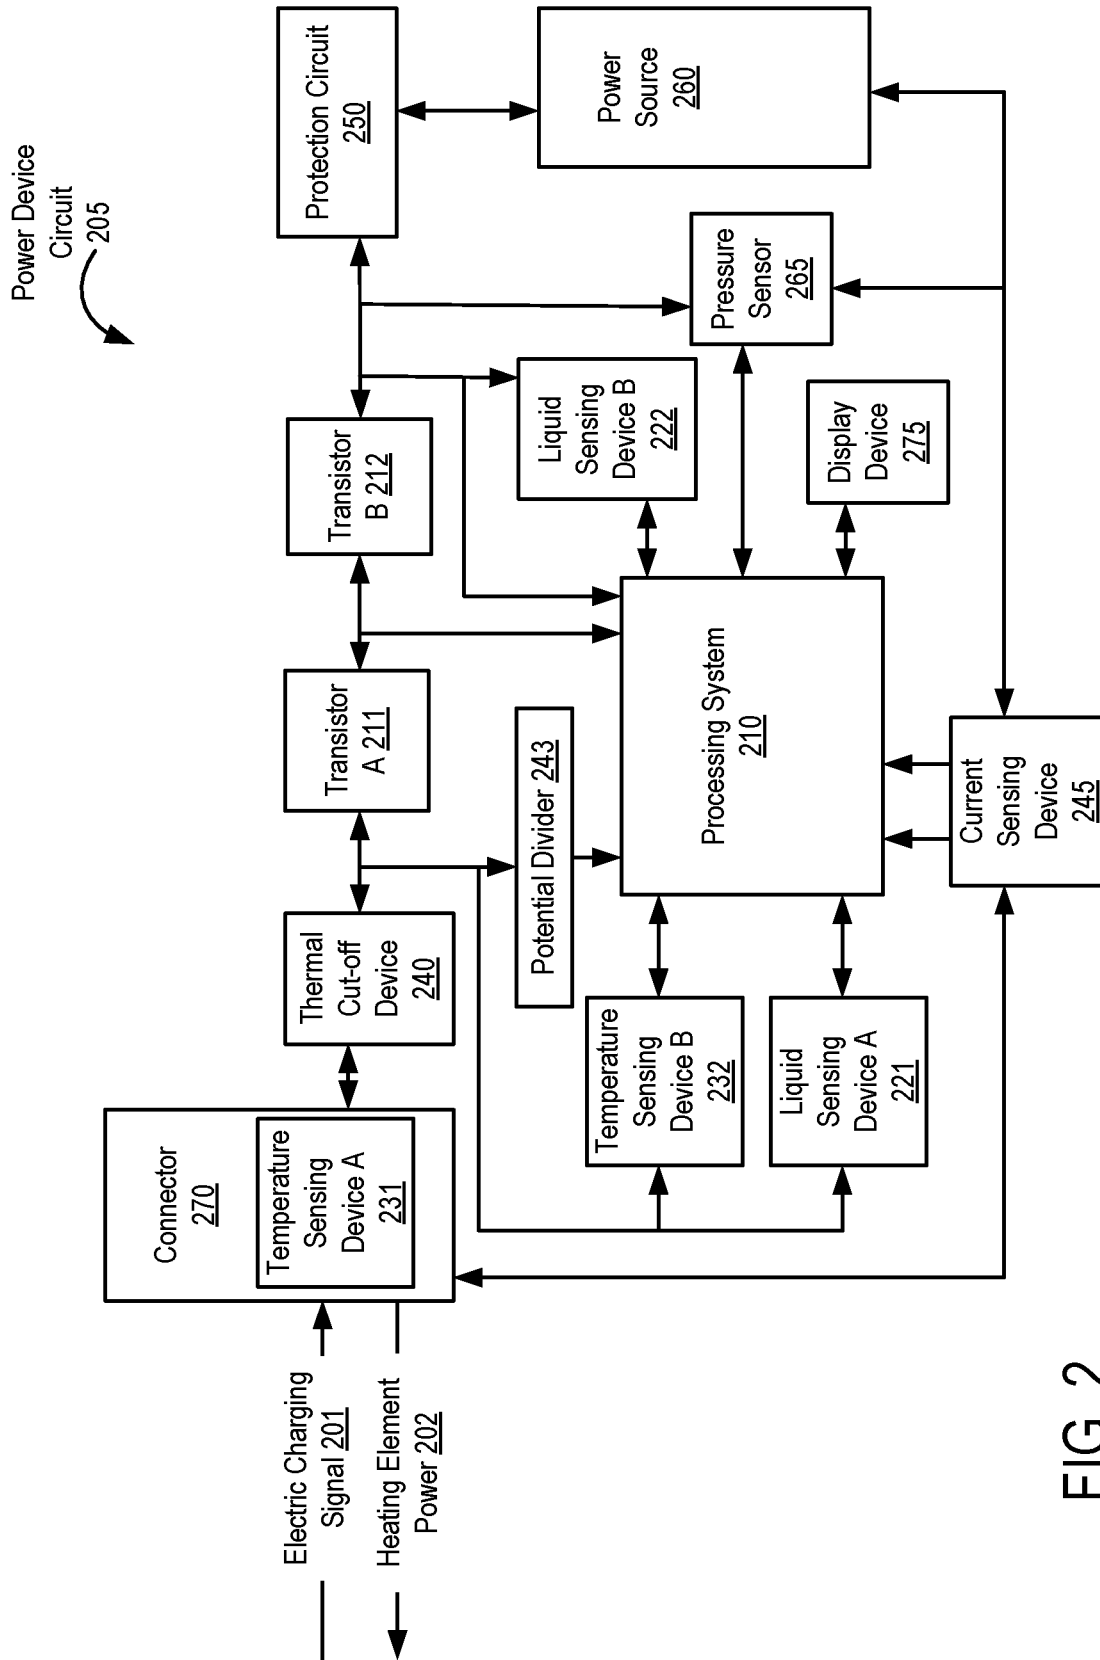 Power Device
Circuit
205
Electric Charging
Signal 201
Heating Element
Power 202
Connector
270
Temperature
Sensing
Device A
231
Thermal
Cut-off
Device
240
Transistor
A 211
Transistor
B 212
Protection Circuit
250
Potential Divider 243
Liquid
Sensing
Device B
222
Pressure
Sensor
265
Power
Source
260
Temperature
Sensing
Device B
232
Liquid
Sensing
Device A
221
Processing System
210
Display
Device
275
Current
Sensing
Device
245
FIG. 2